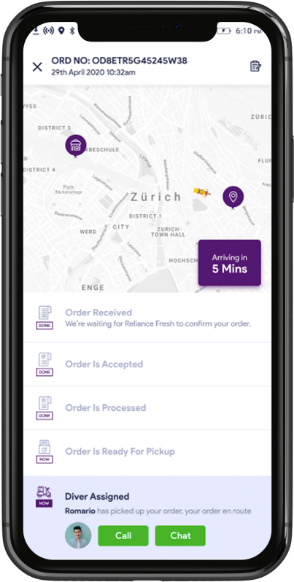 6:10 PM
ORD NO: OD8ETR5G45245W38
29th April 2020 10:32am
DISTRICT 5
DISTRICT 4
Zürich
DISTRICT 1
WERD
CITY
ZURICH
TOWN HALL
ENGE
Arriving in
5 Mins
Order Received
We're waiting for Reliance Fresh to confirm your order.
DONE
Order Is Accepted
DONE
Order Is Processed
DONE
Order Is Ready For Pickup
NOW
Diver Assigned
NOW
Romario has picked up your order, your order en route
Call
Chat